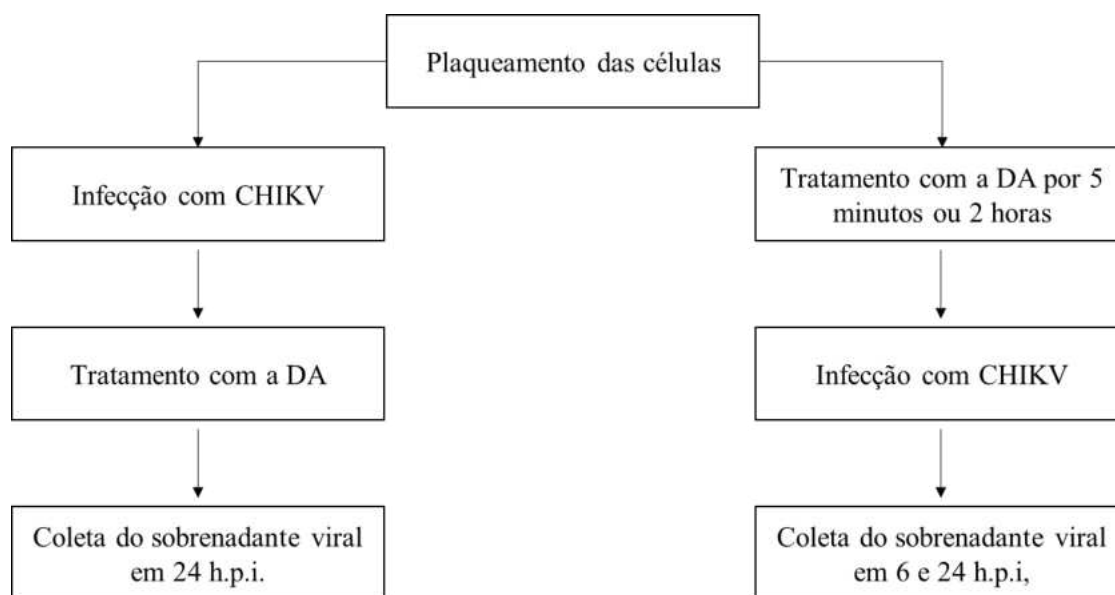 Plaqueamento das células
Infecção com CHIKV
Tratamento com a DA por 5
minutos ou 2 horas
Tratamento com a DA
Infecção com CHIKV
Coleta do sobrenadante viral
em 24 h.p.i.
Coleta do sobrenadante viral
em 6 e 24 h.p.i,